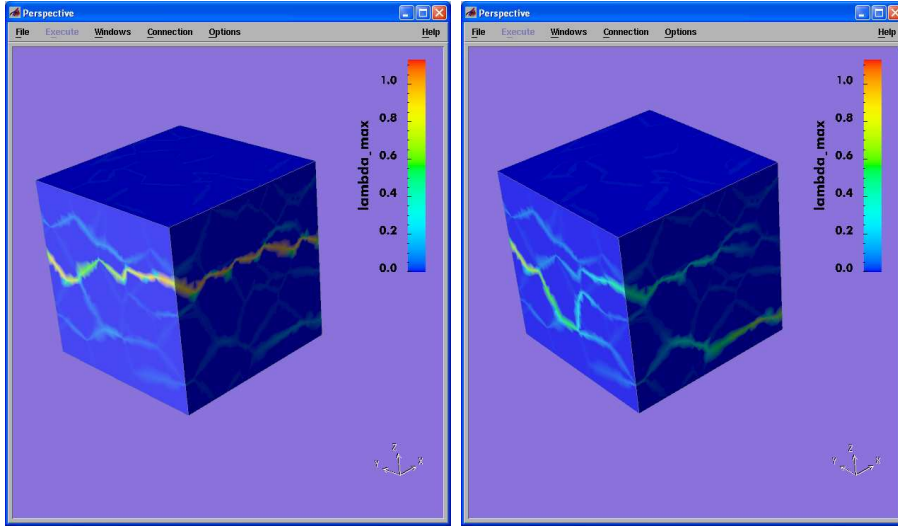 Perspective
File Execute Windows Connection Options Help
1.0
0.8
0.6
0.4
0.2
0.0
lambda_max
Z
Y X
Perspective
File Execute Windows Connection Options Help
1.0
0.8
0.6
0.4
0.2
0.0
lambda_max
Z
Y X